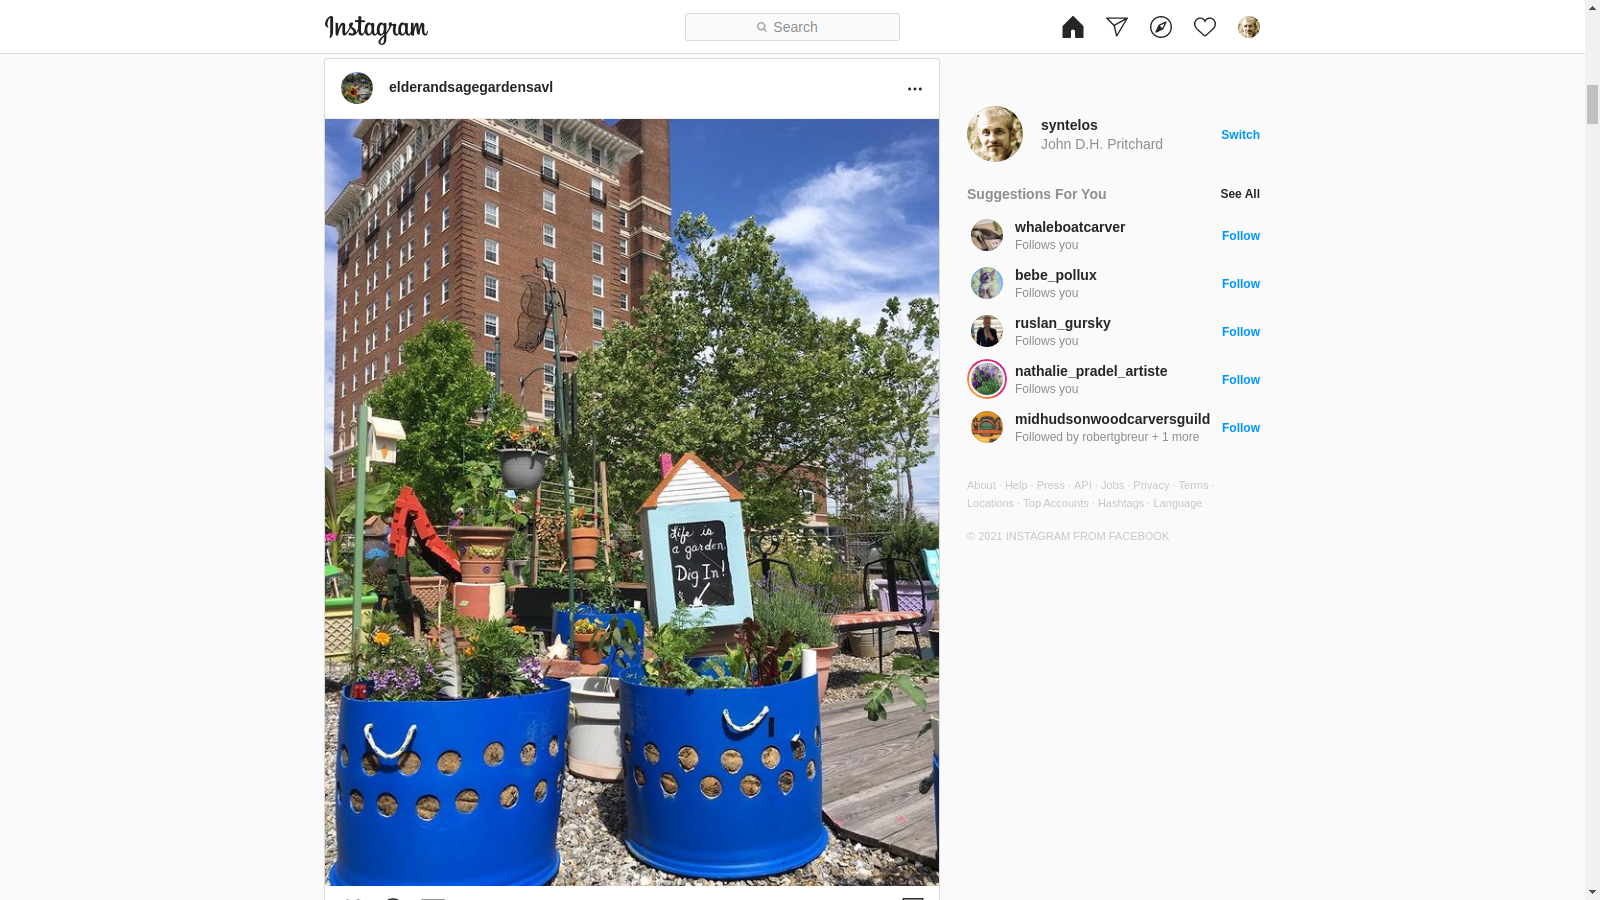 Instagram
Search
elderandsagegardensavl
Life is
a garden
Dig In!
syntelos
John D.H. Pritchard
Switch
Suggestions For You
See All
whaleboatcarver
Follows you
Follow
bebe_pollux
Follows you
Follow
ruslan_gursky
Follows you
Follow
nathalie_pradel_artiste
Follows you
Follow
midhudsonwoodcarversguild
Followed by robertgbreur + 1 more
Follow
About · Help · Press · API · Jobs · Privacy · Terms ·
Locations · Top Accounts · Hashtags · Language
© 2021 INSTAGRAM FROM FACEBOOK